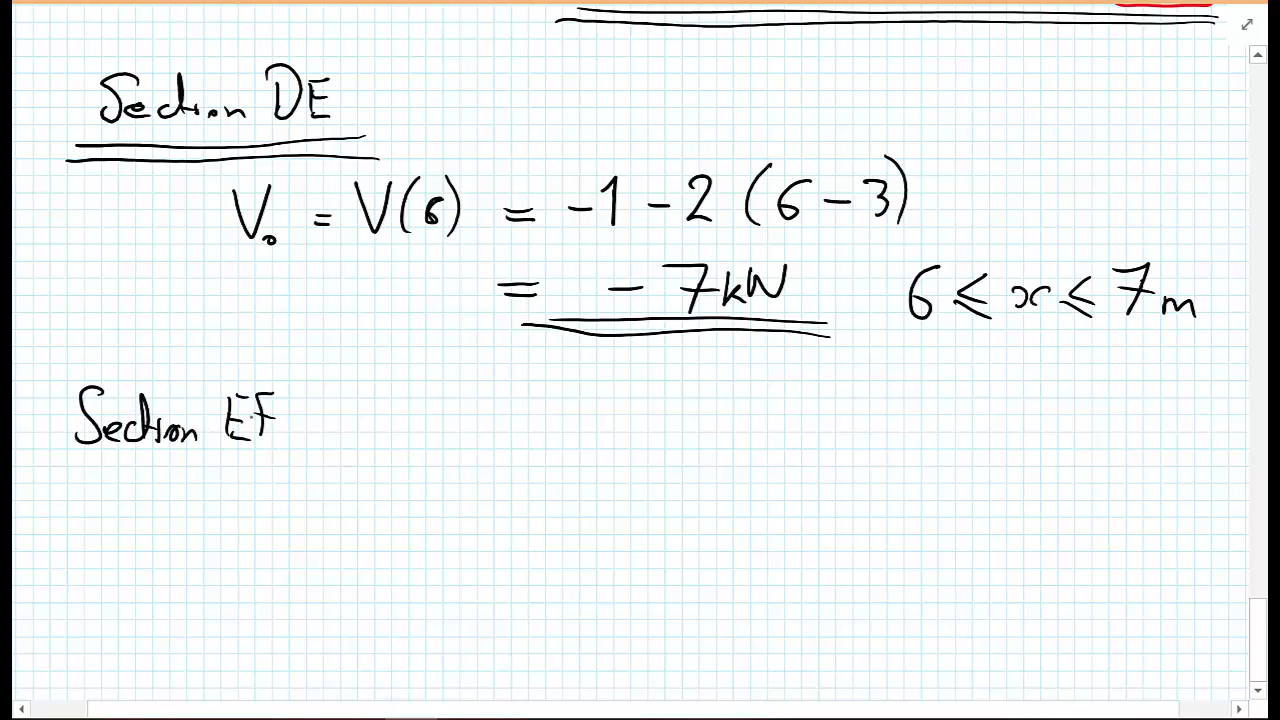 Section DE
V₀ = V(6) = -1 - 2 (6 - 3)
= - 7kN 6 ≤ x ≤ 7m
Section EF